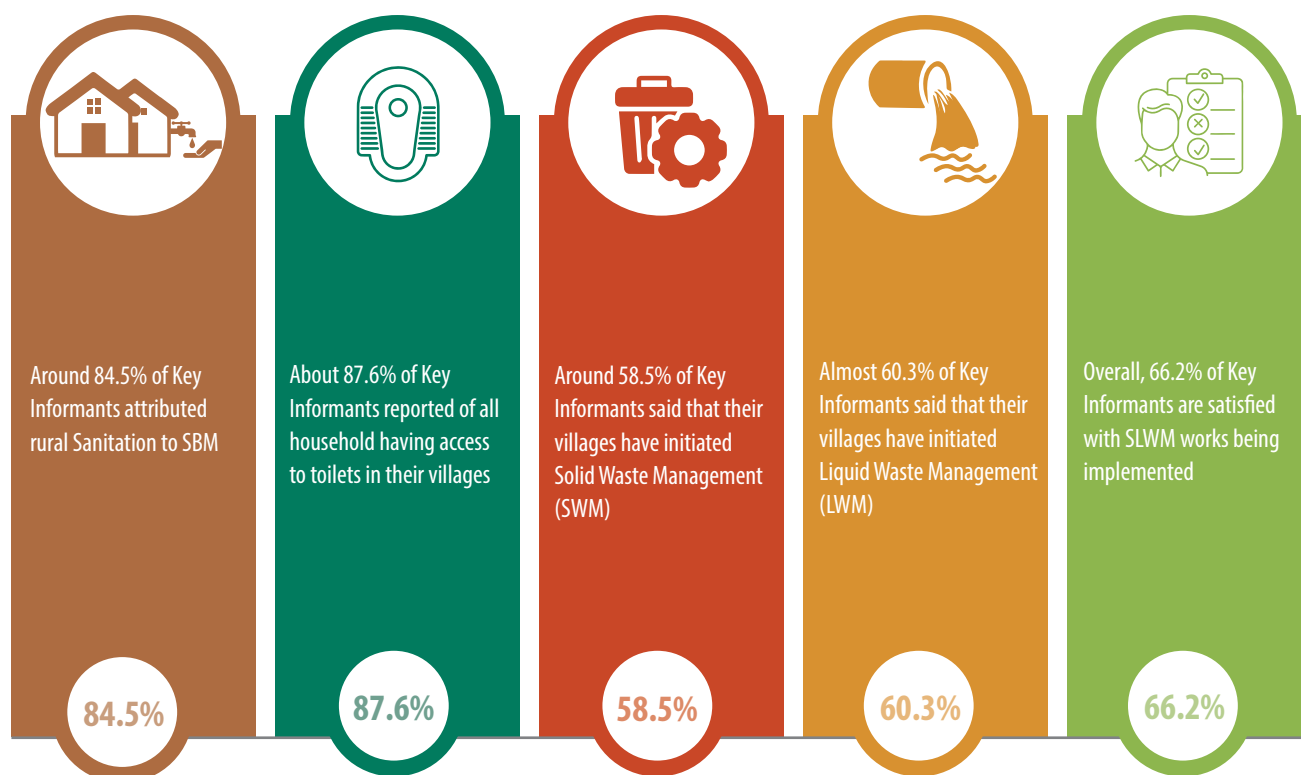 Around 84.5% of Key
Informants attributed
rural Sanitation to SBM
84.5%
About 87.6% of Key
Informants reported of all
household having access
to toilets in their villages
87.6%
Around 58.5% of Key
Informants said that their
villages have initiated
Solid Waste Management
(SWM)
58.5%
Almost 60.3% of Key
Informants said that their
villages have initiated
Liquid Waste Management
(LWM)
60.3%
Overall, 66.2% of Key
Informants are satisfied
with SLWM works being
implemented
66.2%